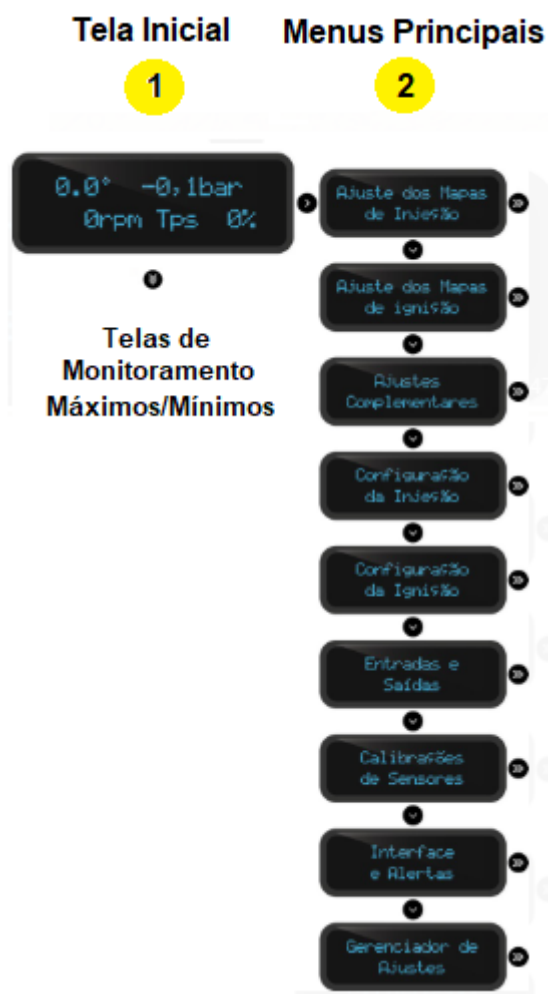 Tela Inicial
Menus Principais
1
2
0.0° -0,1bar
0rpm Tps 0%
Telas de
Monitoramento
Máximos/Mínimos
Ajuste dos Mapas
de Injeção
Ajuste dos Mapas
de ignição
Ajustes
Complementares
Configuração
da Injeção
Configuração
da Ignição
Entradas e
Saídas
Calibrações
de Sensores
Interface
e Alertas
Gerenciador de
Ajustes